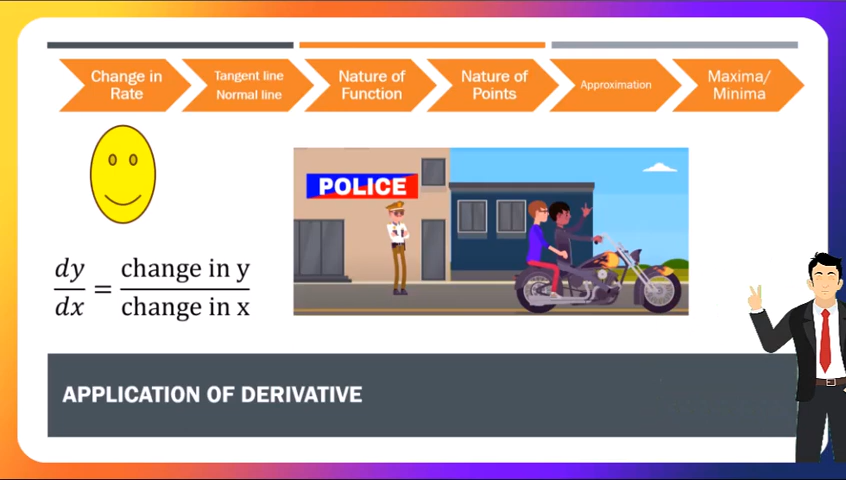 Change in
Rate
Tangent line
Normal line
Nature of
Function
Nature of
Points
Approximation
Maxima/
Minima
POLICE
dy/dx = change in y/change in x
APPLICATION OF DERIVATIVE